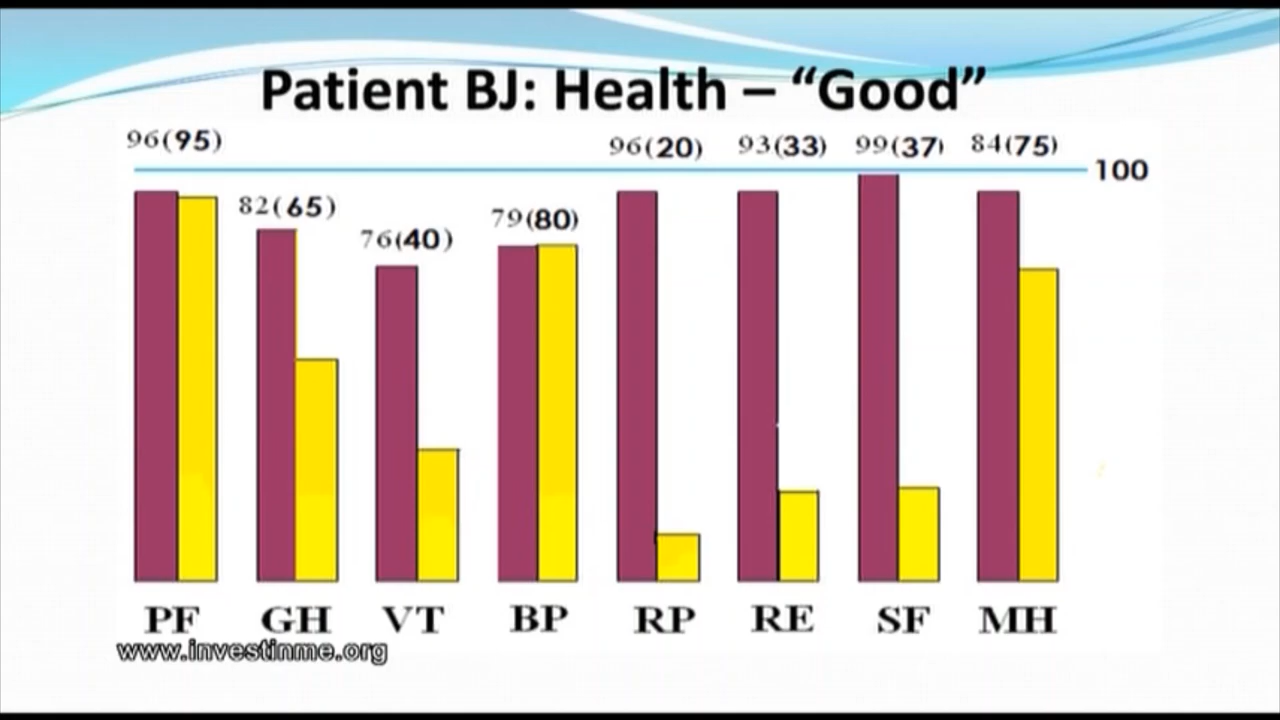 Patient BJ: Health – “Good”
96(95)
96(20) 93(33) 99(37) 84(75)
100
82(65)
79(80)
76(40)
PF GH VT BP RP RE SF MH
www.investinme.org